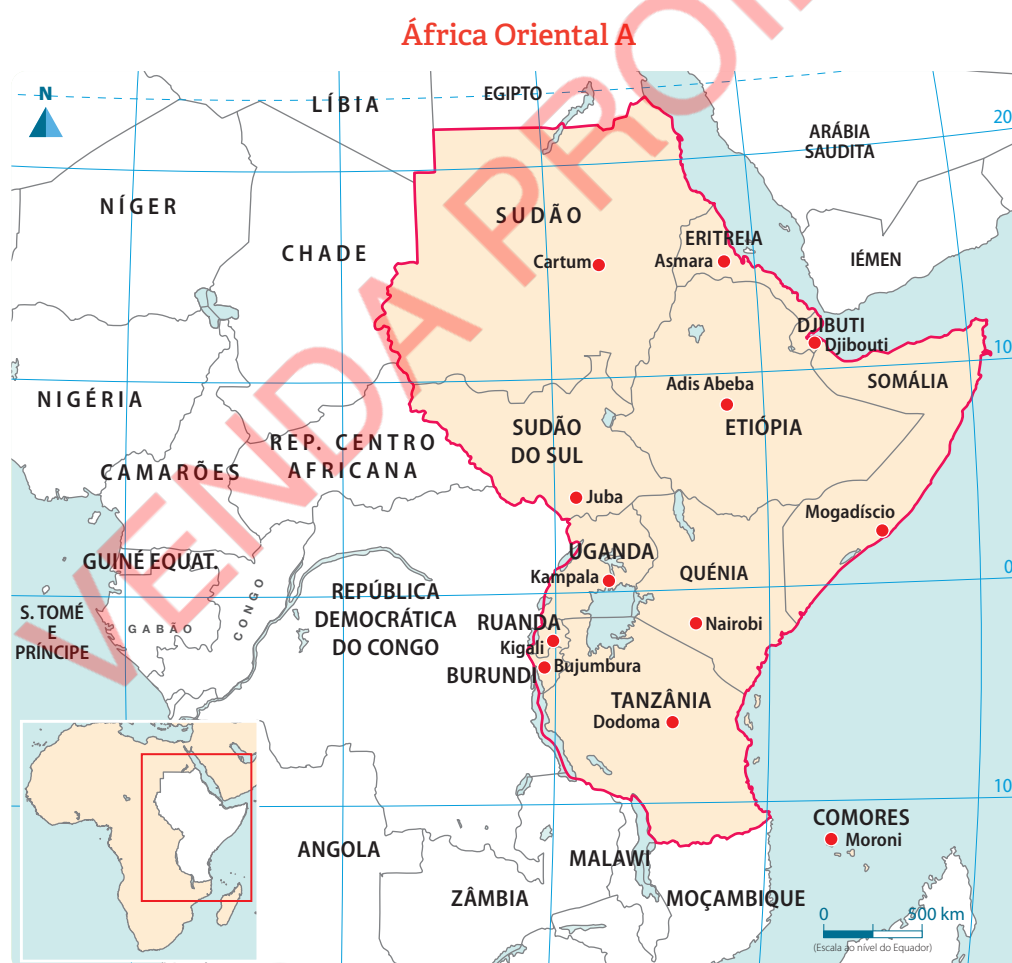 África Oriental A
N
LÍBIA
EGIPTO
20
ARÁBIA
SAUDITA
NÍGER
SUDÃO
CHADE
ERITREIA
IÉMEN
Cartum
Asmara
DJIBUTI
Djibouti
10
SOMÁLIA
Adis Abeba
NIGÉRIA
ETIÓPIA
SUDÃO
DO SUL
REP. CENTRO
AFRICANA
CAMARÕES
Juba
Mogadíscio
UGANDA
GUINÉ EQUAT.
Kampala
QUÉNIA
0
REPÚBLICA
DEMOCRÁTICA
DO CONGO
CONGO
S. TOMÉ
E
PRÍNCIPE
GABÃO
RUANDA
Nairobi
Kigali
Bujumbura
BURUNDI
TANZÂNIA
Dodoma
10
COMORES
Moroni
ANGOLA
MALAWI
ZÂMBIA
MOÇAMBIQUE
0 500 km
(Escala ao nível do Equador)
VENDA